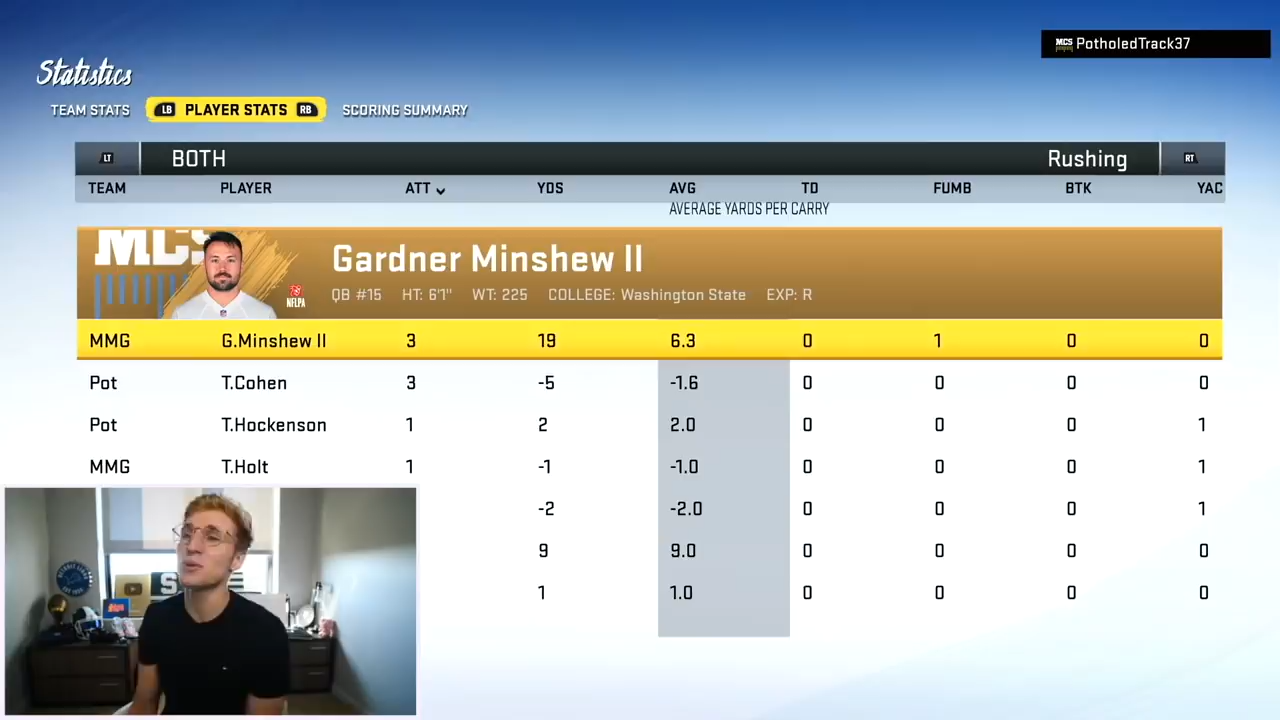 MCS PotholedTrack37
Statistics
TEAM STATS LB PLAYER STATS RB SCORING SUMMARY
LT BOTH Rushing RT
TEAM PLAYER ATT YDS AVG TD FUMB BTK YAC
AVERAGE YARDS PER CARRY
MCS
Gardner Minshew II
QB #15 HT: 6'1" WT: 225 COLLEGE: Washington State EXP: R
NFLPA
MMG G.Minshew II 3 19 6.3 0 1 0 0
Pot T.Cohen 3 -5 -1.6 0 0 0 0
Pot T.Hockenson 1 2 2.0 0 0 0 1
MMG T.Holt 1 -1 -1.0 0 0 0 1
-2 -2.0 0 0 0 1
9 9.0 0 0 0 0
1 1.0 0 0 0 0
S